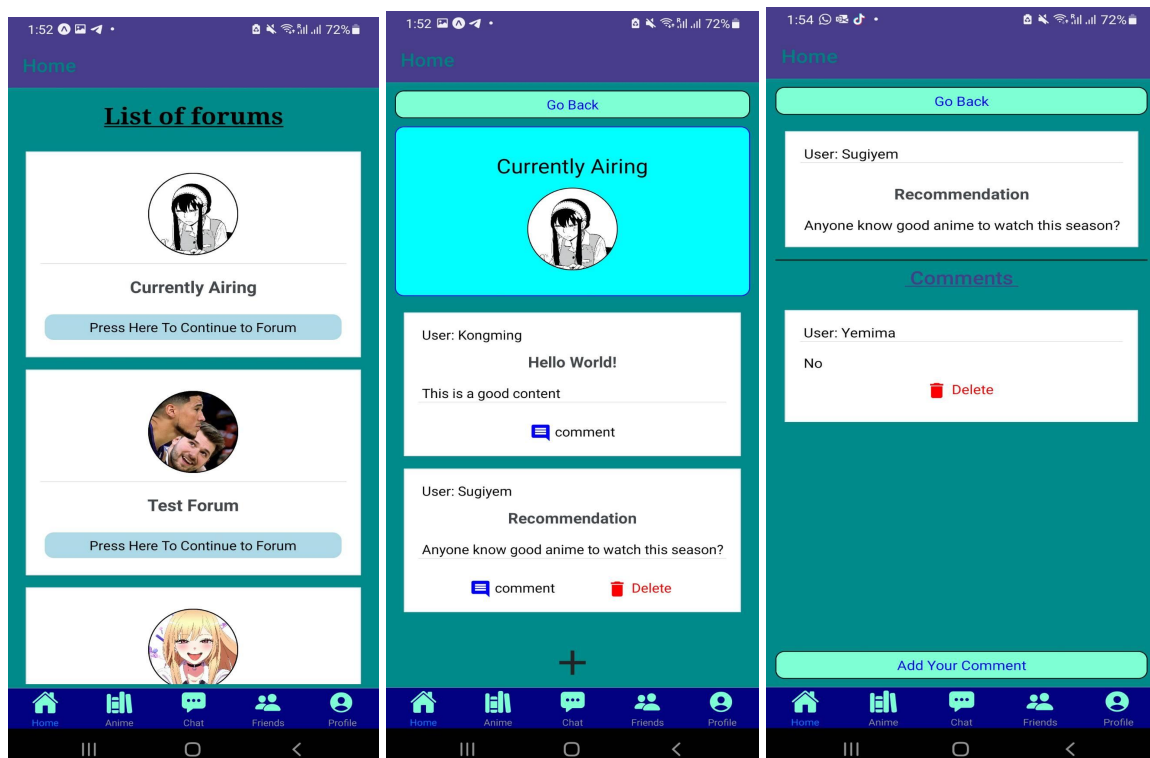 1:52
72%
Home
List of forums
Currently Airing
Press Here To Continue to Forum
Test Forum
Press Here To Continue to Forum
Home Anime Chat Friends Profile
1:52
72%
Home
Go Back
Currently Airing
User: Kongming
Hello World!
This is a good content
comment
User: Sugiyem
Recommendation
Anyone know good anime to watch this season?
comment Delete
Home Anime Chat Friends Profile
1:54
72%
Home
Go Back
User: Sugiyem
Recommendation
Anyone know good anime to watch this season?
Comments
User: Yemima
No
Delete
Add Your Comment
Home Anime Chat Friends Profile